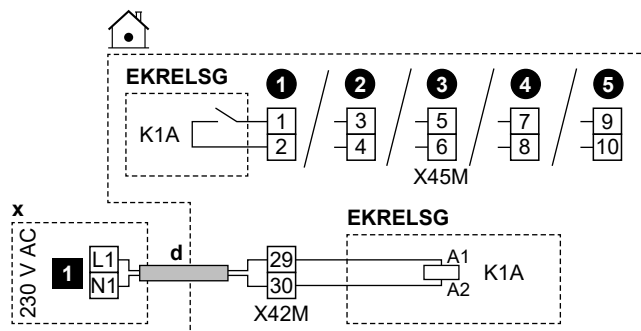 EKRELSG 1 2 3 4 5
K1A
1 3 5 7 9
2 4 6 8 10
X45M
x
EKRELSG
230 V AC
1
L1
N1
d
29
30
X42M
A1
A2
K1A